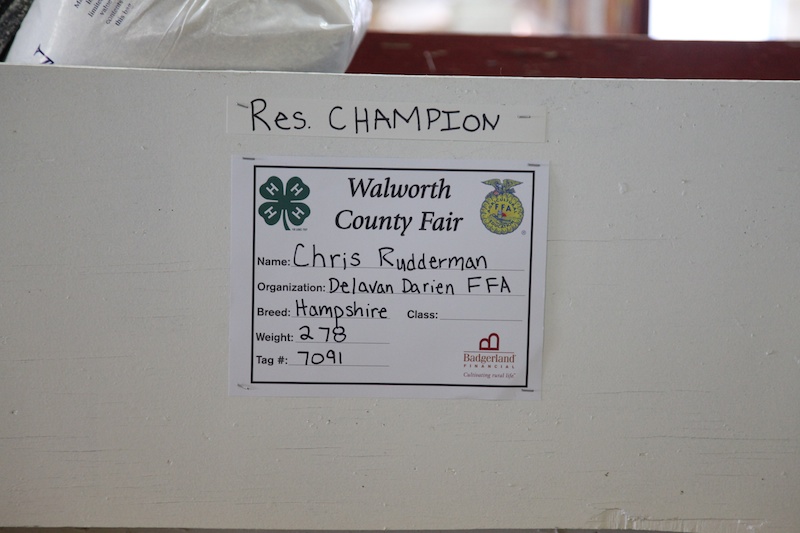 Res. CHAMPION
Walworth
County Fair
H H H H
FFA
Name: Chris Rudderman
Organization: Delavan Darien FFA
Breed: Hampshire Class:
Weight: 278
Tag #: 7091
Badgerland
FINANCIAL
Cultivating rural life